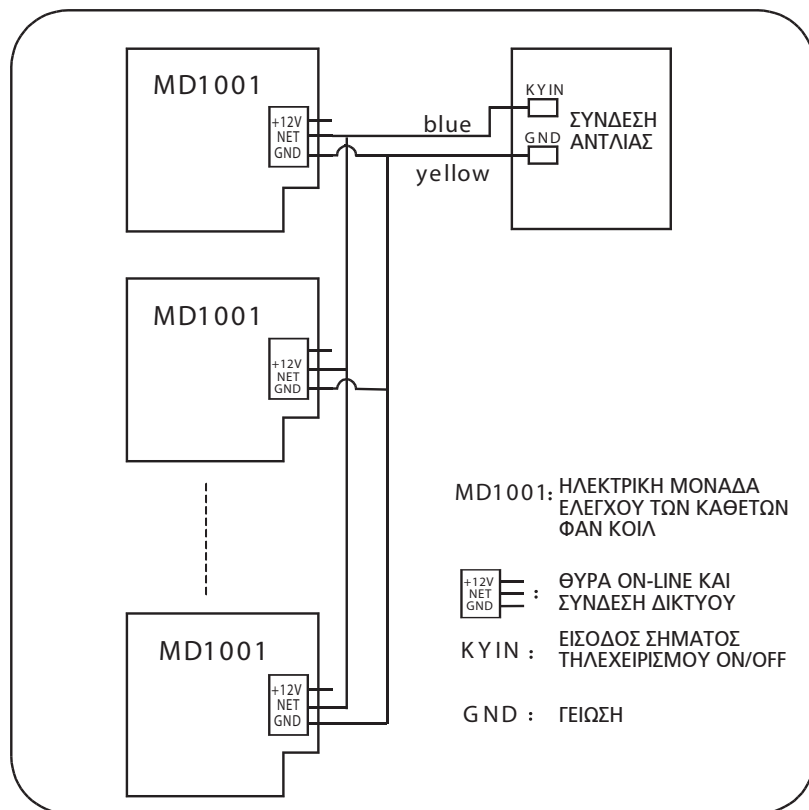 MD1001
+12V
NET
GND
blue
yellow
KYIN
GND
ΣΥΝΔΕΣΗ
ΑΝΤΛΙΑΣ
MD1001
+12V
NET
GND
MD1001
+12V
NET
GND
MD1001: ΗΛΕΚΤΡΙΚΗ ΜΟΝΑΔΑ
ΕΛΕΓΧΟΥ ΤΩΝ ΚΑΘΕΤΩΝ
ΦΑΝ ΚΟΙΛ
+12V
NET
GND
: ΘΥΡΑ ON-LINE ΚΑΙ
ΣΥΝΔΕΣΗ ΔΙΚΤΥΟΥ
KYIN : ΕΙΣΟΔΟΣ ΣΗΜΑΤΟΣ
ΤΗΛΕΧΕΙΡΙΣΜΟΥ ON/OFF
GND : ΓΕΙΩΣΗ